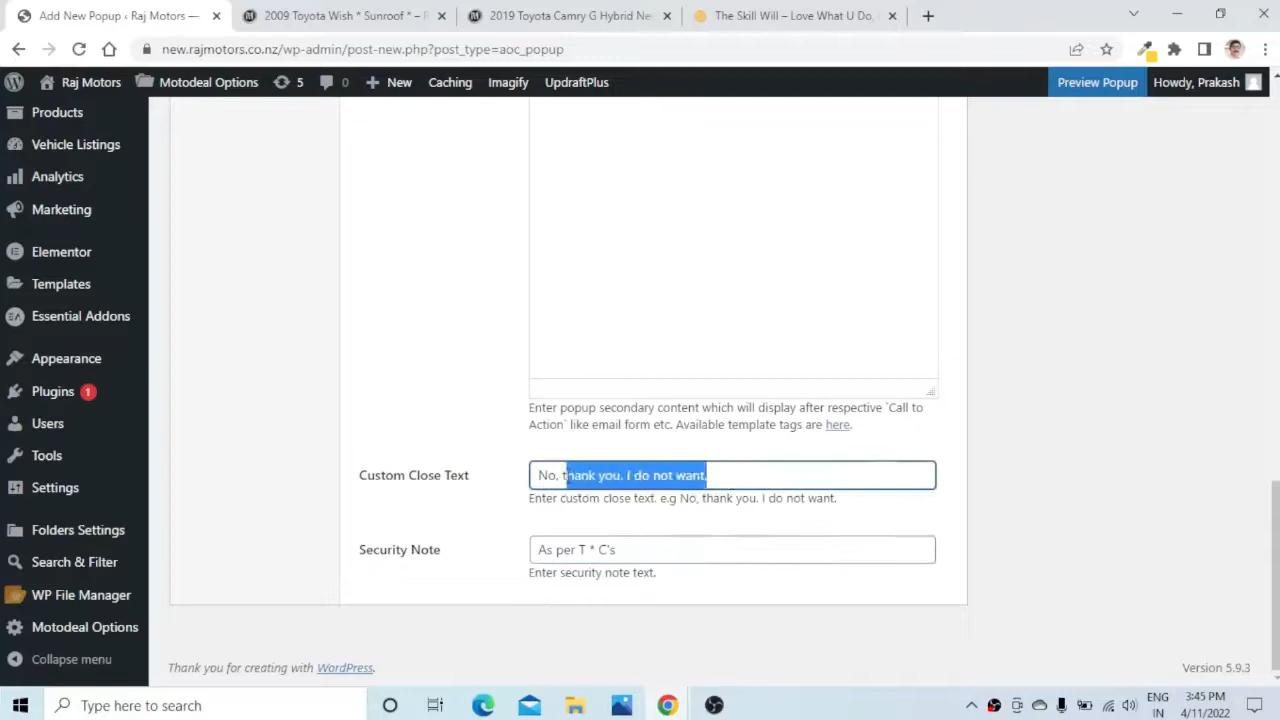 Add New Popup ‹ Raj Motors —
2009 Toyota Wish * Sunroof * – R
2019 Toyota Camry G Hybrid Ne
The Skill Will – Love What U Do,
new.rajmotors.co.nz/wp-admin/post-new.php?post_type=aoc_popup
Raj Motors
Motodeal Options
5
0
New
Caching
Imagify
UpdraftPlus
Preview Popup
Howdy, Prakash
Products
Vehicle Listings
Analytics
Marketing
Elementor
Templates
Essential Addons
Appearance
Plugins 1
Users
Tools
Settings
Folders Settings
Search & Filter
WP File Manager
Motodeal Options
Collapse menu
Enter popup secondary content which will display after respective `Call to
Action` like email form etc. Available template tags are here.
Custom Close Text
No, thank you. I do not want.
Enter custom close text. e.g No, thank you. I do not want.
Security Note
As per T * C's
Enter security note text.
Thank you for creating with WordPress.
Version 5.9.3
Type here to search
ENG
IN
3:45 PM
4/11/2022